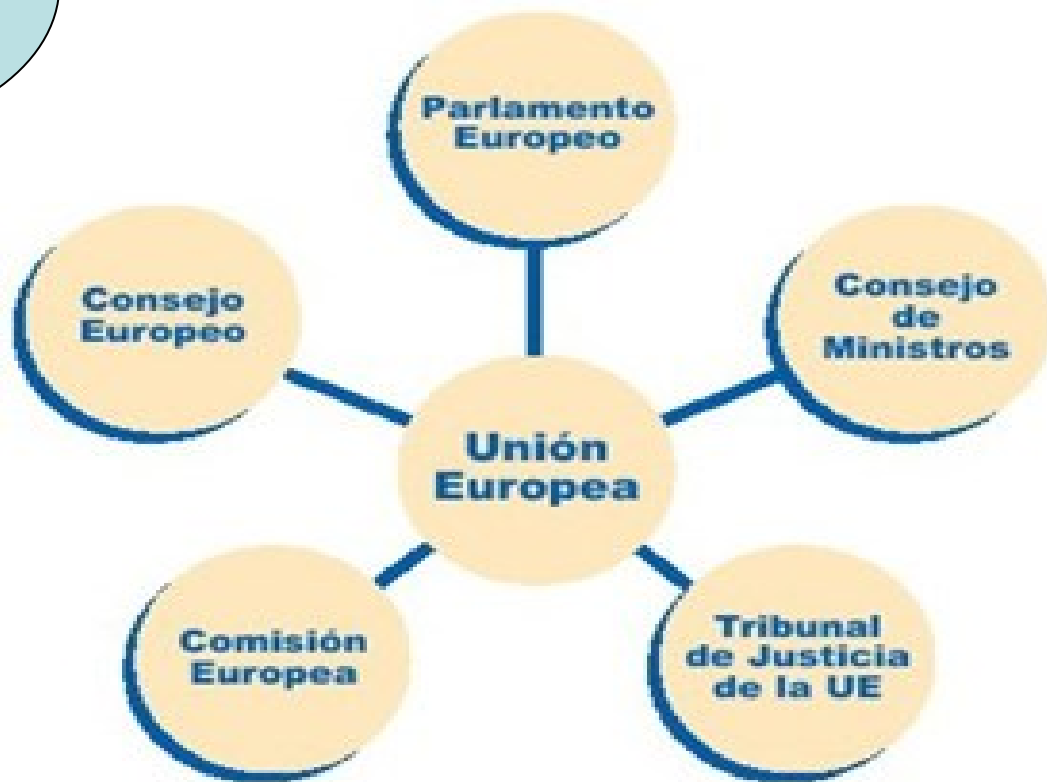 Parlamento
Europeo
Consejo
Europeo
Consejo
de
Ministros
Unión
Europea
Comisión
Europea
Tribunal
de Justicia
de la UE